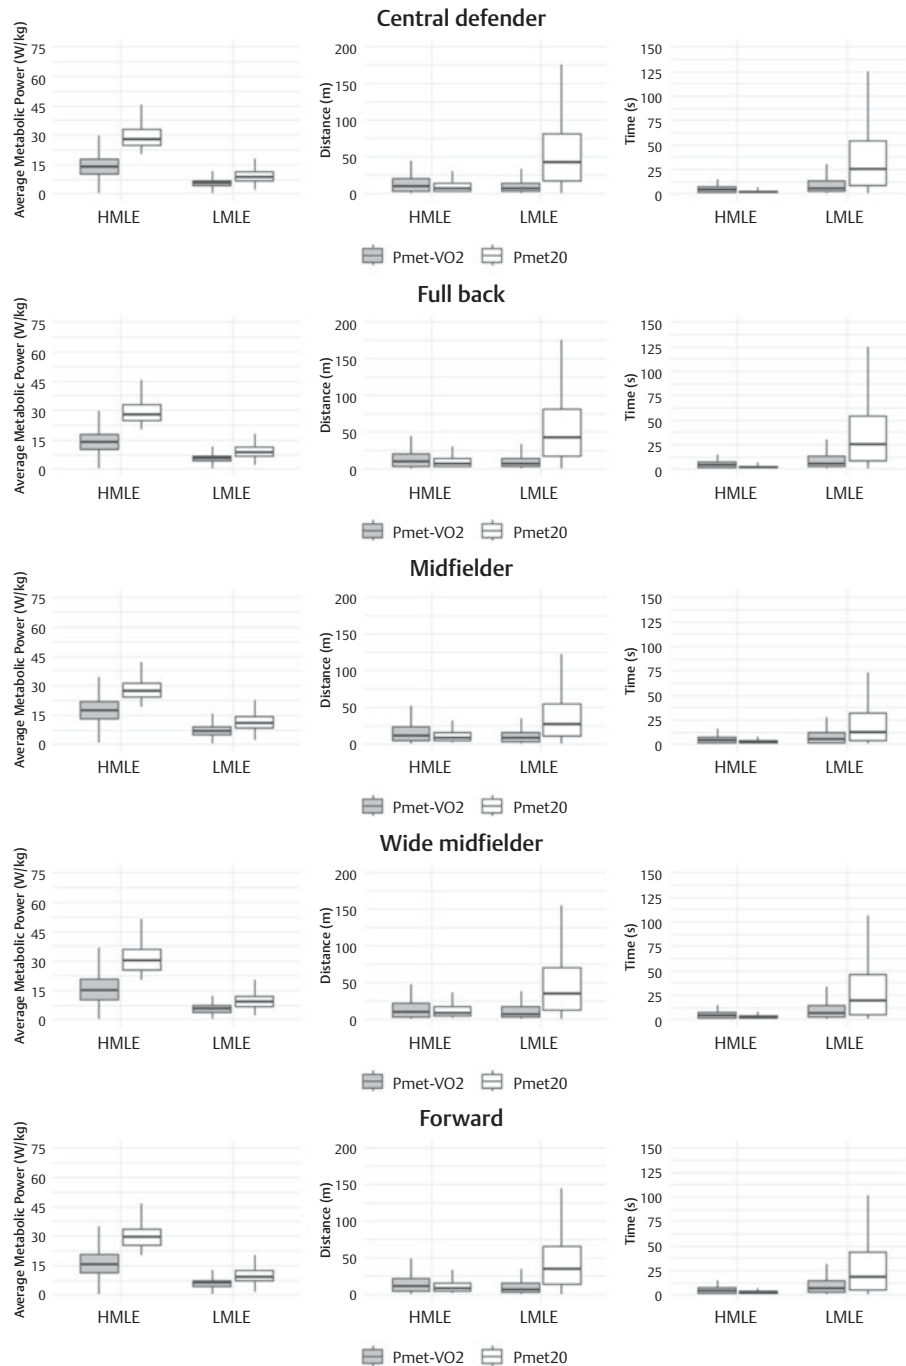 Central defender
Average Metabolic Power (W/kg)
75
60
45
30
15
0
HMLE LMLE
Distance (m)
200
150
100
50
0
HMLE LMLE
Time (s)
150
125
100
75
50
25
0
HMLE LMLE
Pmet-VO2 Pmet20
Full back
Average Metabolic Power (W/kg)
75
60
45
30
15
0
HMLE LMLE
Distance (m)
200
150
100
50
0
HMLE LMLE
Time (s)
150
125
100
75
50
25
0
HMLE LMLE
Pmet-VO2 Pmet20
Midfielder
Average Metabolic Power (W/kg)
75
60
45
30
15
0
HMLE LMLE
Distance (m)
200
150
100
50
0
HMLE LMLE
Time (s)
150
125
100
75
50
25
0
HMLE LMLE
Pmet-VO2 Pmet20
Wide midfielder
Average Metabolic Power (W/kg)
75
60
45
30
15
0
HMLE LMLE
Distance (m)
200
150
100
50
0
HMLE LMLE
Time (s)
150
125
100
75
50
25
0
HMLE LMLE
Pmet-VO2 Pmet20
Forward
Average Metabolic Power (W/kg)
75
60
45
30
15
0
HMLE LMLE
Distance (m)
200
150
100
50
0
HMLE LMLE
Time (s)
150
125
100
75
50
25
0
HMLE LMLE
Pmet-VO2 Pmet20